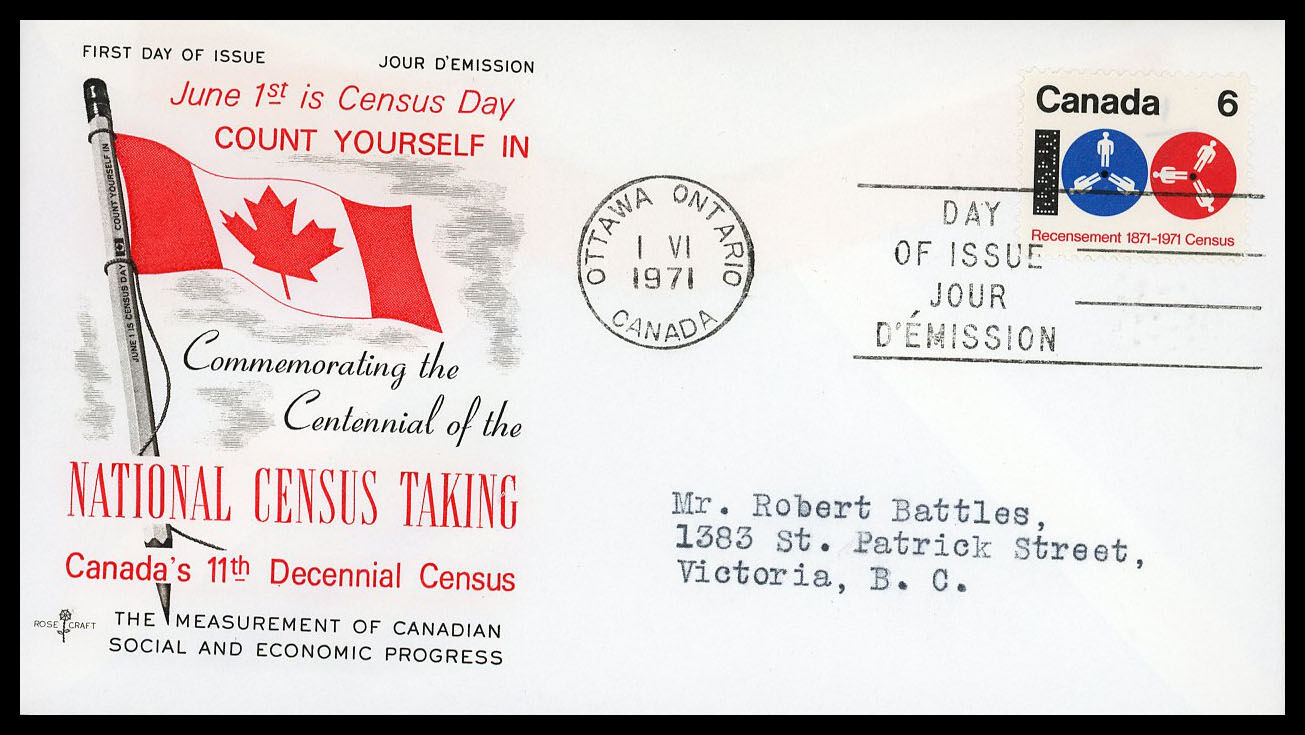 FIRST DAY OF ISSUE
JOUR D'EMISSION
June 1st is Census Day
COUNT YOURSELF IN
JUNE 1 IS CENSUS DAY COUNT YOURSELF IN
Commemorating the
Centennial of the
NATIONAL CENSUS TAKING
Canada's 11th Decennial Census
ROSE CRAFT
THE MEASUREMENT OF CANADIAN
SOCIAL AND ECONOMIC PROGRESS
OTTAWA ONTARIO
1 VI
1971
CANADA
DAY
OF ISSUE
JOUR
D'ÉMISSION
Canada 6
Recensement 1871-1971 Census
Mr. Robert Battles,
1383 St. Patrick Street,
Victoria, B. C.